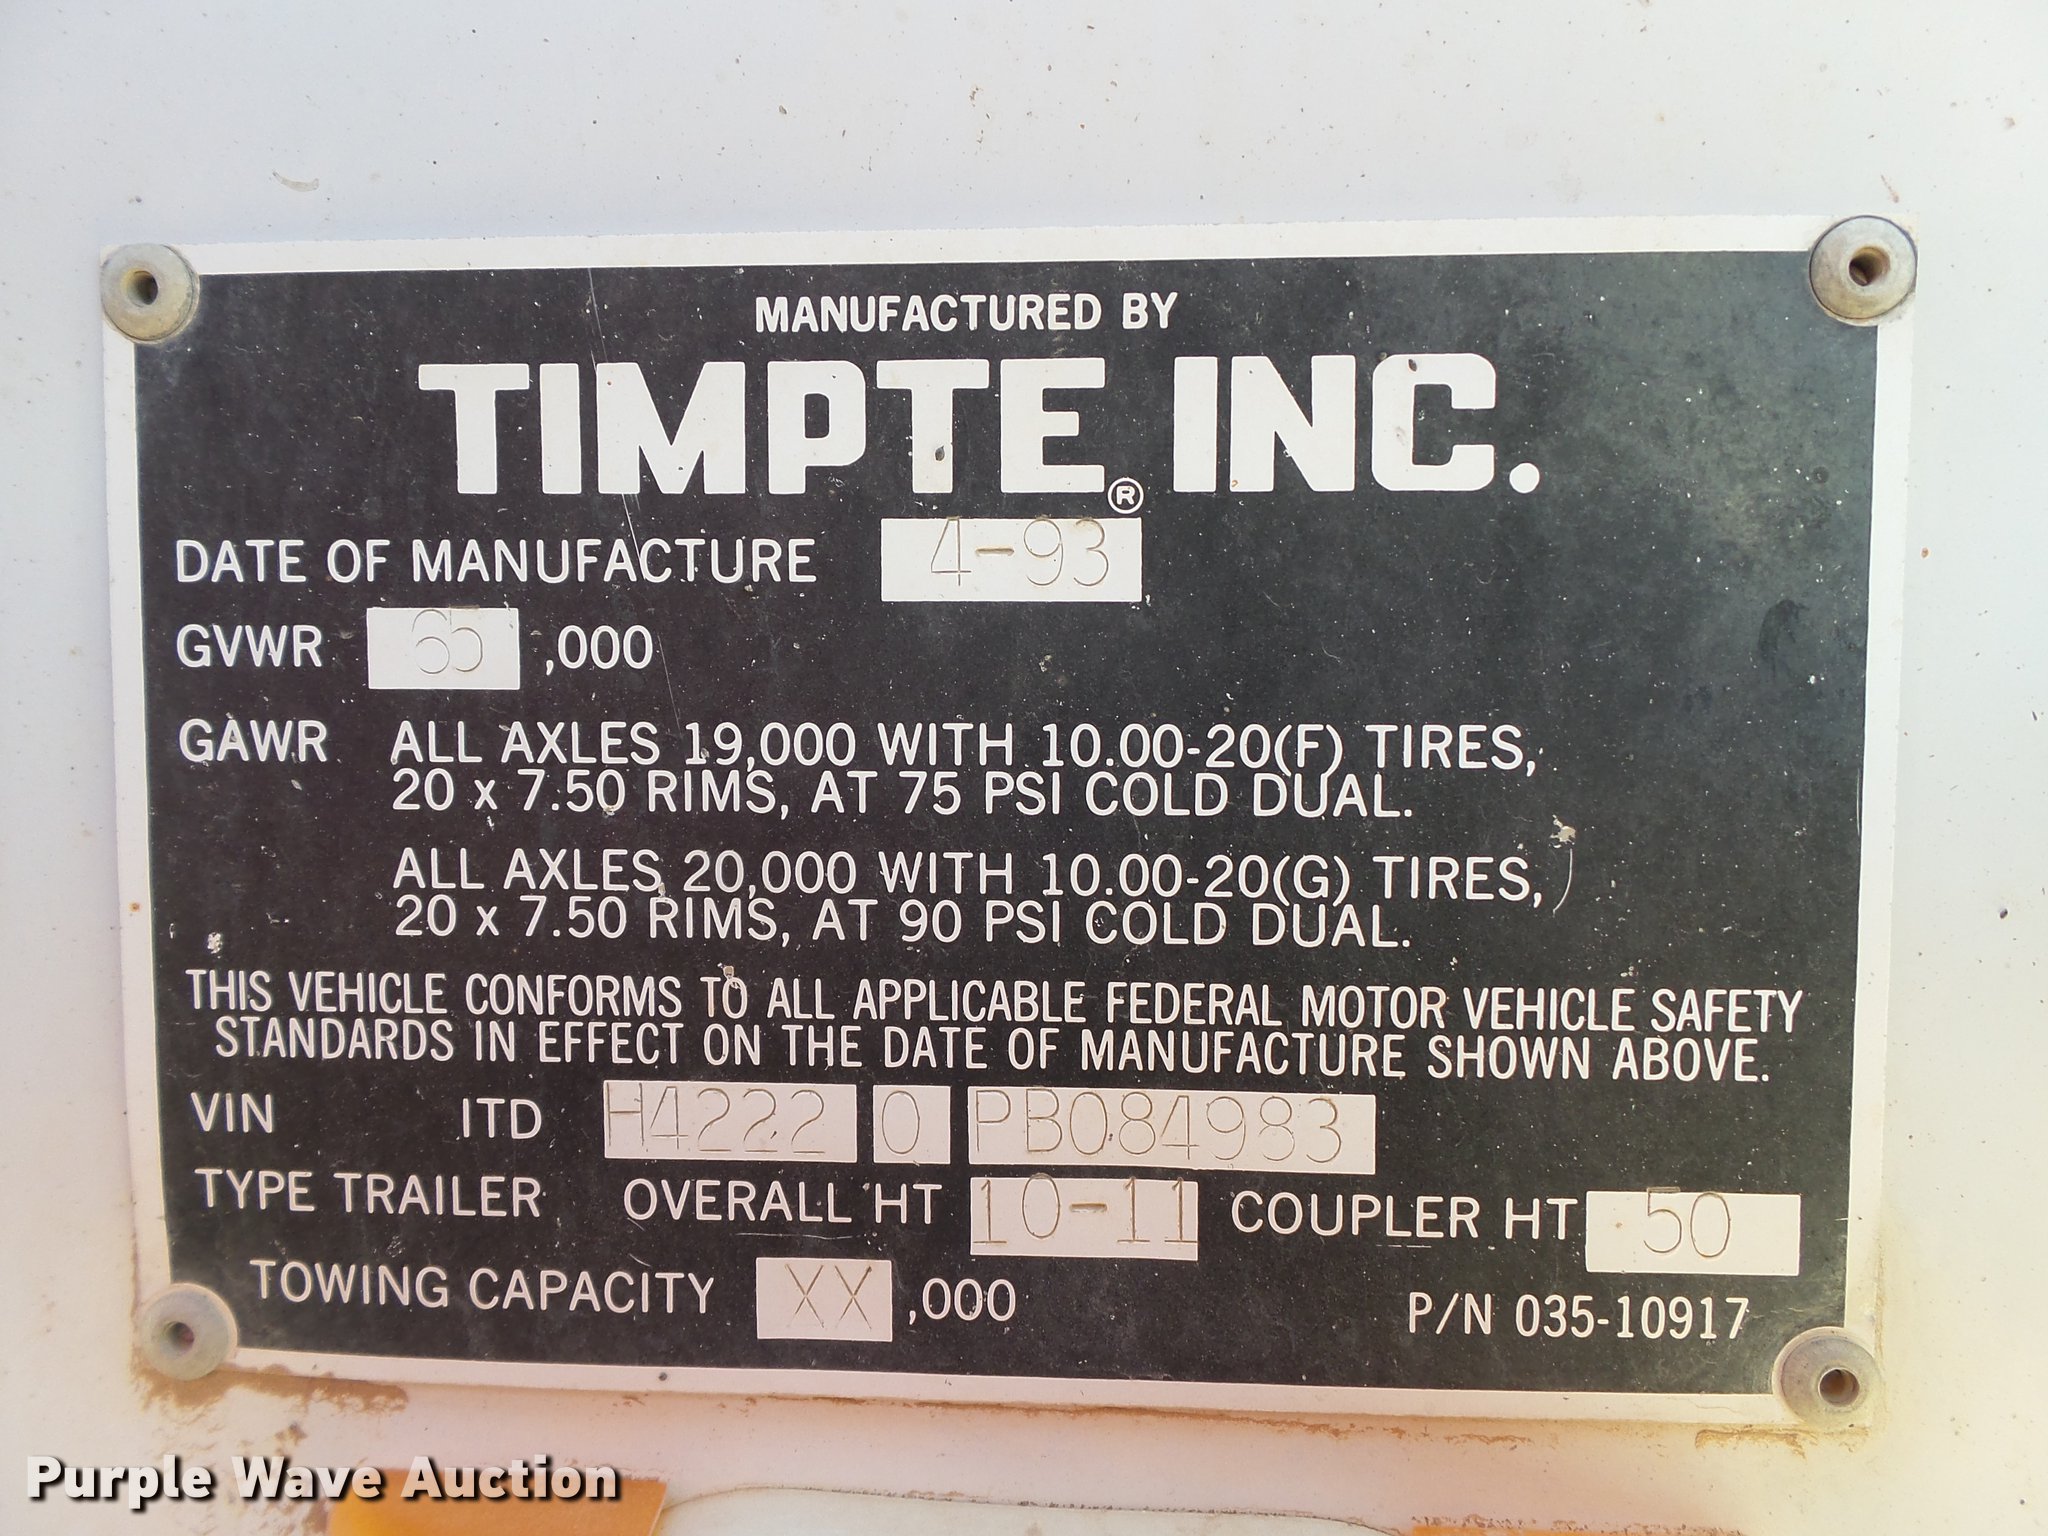 MANUFACTURED BY
TIMPTE® INC.
DATE OF MANUFACTURE 4-93
GVWR 65 ,000
GAWR ALL AXLES 19,000 WITH 10.00-20(F) TIRES,
20 x 7.50 RIMS, AT 75 PSI COLD DUAL.
ALL AXLES 20,000 WITH 10.00-20(G) TIRES,
20 x 7.50 RIMS, AT 90 PSI COLD DUAL.
THIS VEHICLE CONFORMS TO ALL APPLICABLE FEDERAL MOTOR VEHICLE SAFETY
STANDARDS IN EFFECT ON THE DATE OF MANUFACTURE SHOWN ABOVE.
VIN ITD H4222 0 PB084983
TYPE TRAILER OVERALL HT 10-11 COUPLER HT 50
TOWING CAPACITY XX ,000 P/N 035-10917
Purple Wave Auction